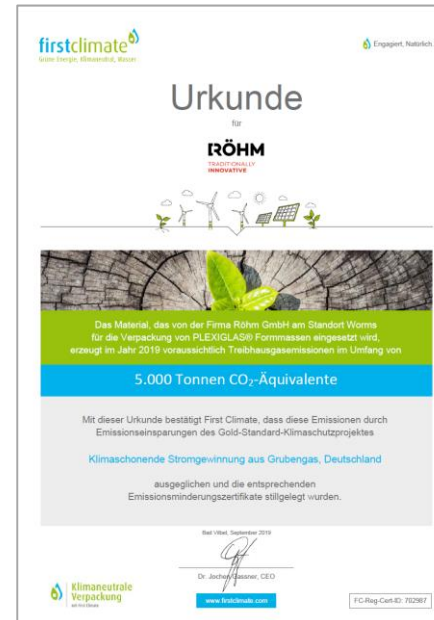 firstclimate
Grüne Energie, Klimaneutral, Wasser.
Engagiert. Natürlich.
Urkunde
für
RÖHM
TRADITIONALLY
INNOVATIVE
Das Material, das von der Firma Röhm GmbH am Standort Worms
für die Verpackung von PLEXIGLAS® Formmassen eingesetzt wird,
erzeugt im Jahr 2019 voraussichtlich Treibhausgasemissionen im Umfang von
5.000 Tonnen CO₂-Äquivalente
Mit dieser Urkunde bestätigt First Climate, dass diese Emissionen durch
Emissionseinsparungen des Gold-Standard-Klimaschutzprojektes
Klimaschonende Stromgewinnung aus Grubengas, Deutschland
ausgeglichen und die entsprechenden
Emissionsminderungszertifikate stillgelegt wurden.
Bad Vilbel, September 2019
Dr. Jochen Gassner, CEO
Klimaneutrale
Verpackung
mit First Climate
www.firstclimate.com
FC-Reg-Cert-ID: 702987